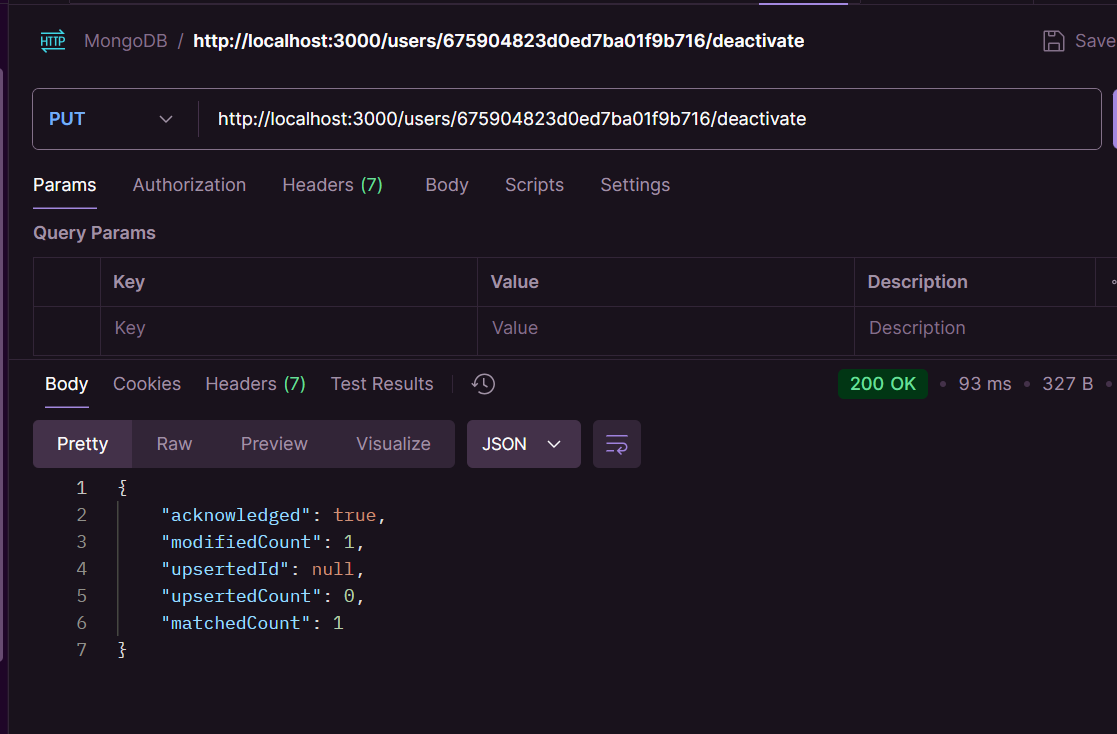 HTTP MongoDB / http://localhost:3000/users/675904823d0ed7ba01f9b716/deactivate Save
PUT http://localhost:3000/users/675904823d0ed7ba01f9b716/deactivate
Params Authorization Headers (7) Body Scripts Settings
Query Params
Key Value Description
Key Value Description
Body Cookies Headers (7) Test Results 200 OK • 93 ms • 327 B •
Pretty Raw Preview Visualize JSON
1 {
2 "acknowledged": true,
3 "modifiedCount": 1,
4 "upsertedId": null,
5 "upsertedCount": 0,
6 "matchedCount": 1
7 }